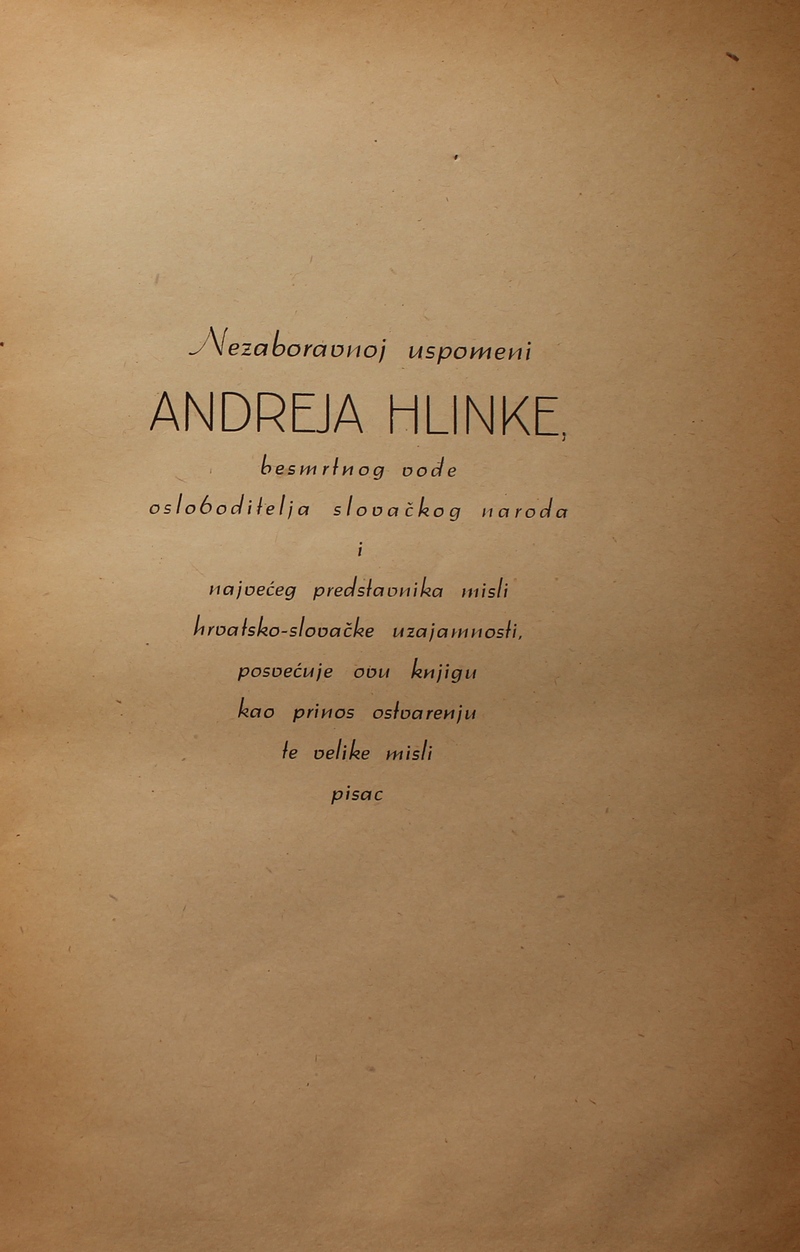 Nezaboravnoj uspomeni
ANDREJA HLINKE,
besmrtnog vođe
osloboditelja slovačkog naroda
i
najvećeg predstavnika misli
hrvatsko-slovačke uzajamnosti,
posvećuje ovu knjigu
kao prinos ostvarenju
te velike misli
pisac